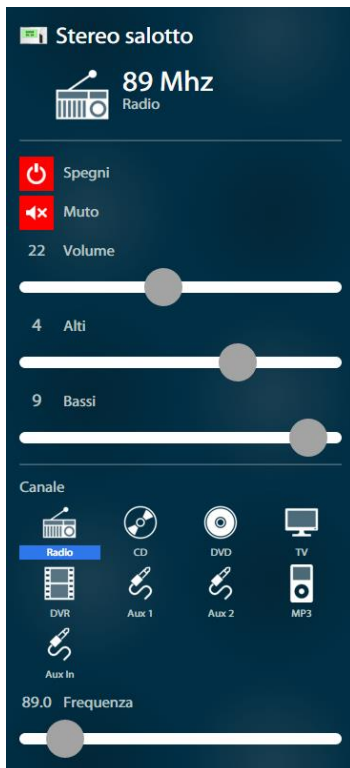 Stereo salotto
89 Mhz
Radio
Spegni
Muto
22 Volume
4 Alti
9 Bassi
Canale
Radio CD DVD TV
DVR Aux 1 Aux 2 MP3
Aux In
89.0 Frequenza